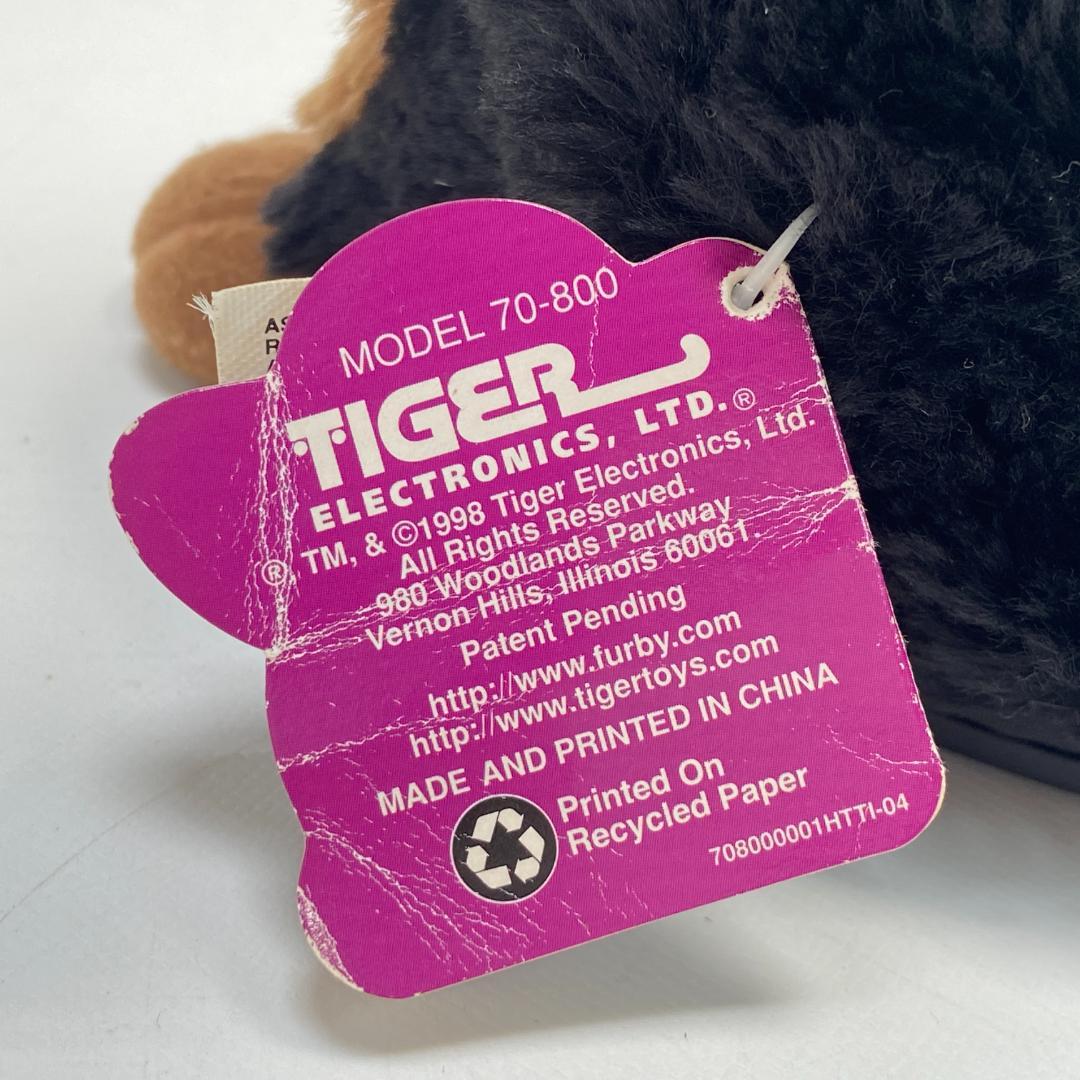 MODEL 70-800
TIGER
ELECTRONICS, LTD.®
TM, & ©1998 Tiger Electronics, Ltd.
All Rights Reserved.
980 Woodlands Parkway
Vernon Hills, Illinois 60061.
Patent Pending
http://www.furby.com
http://www.tigertoys.com
MADE AND PRINTED IN CHINA
Printed On
Recycled Paper
708000001HTTI-04
®